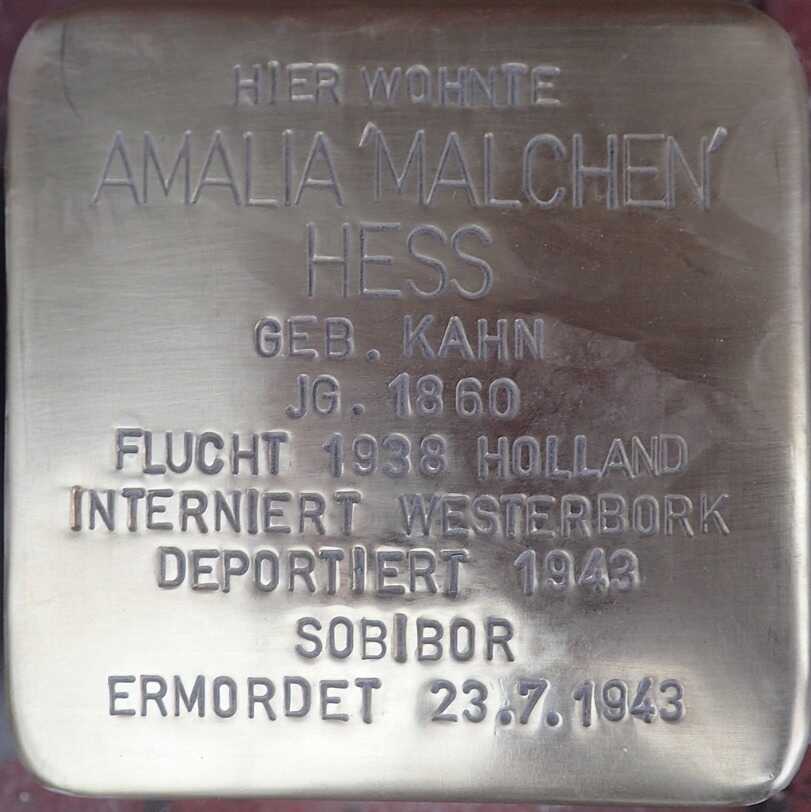 HIER WOHNTE
AMALIA 'MALCHEN'
HESS
GEB. KAHN
JG. 1860
FLUCHT 1938 HOLLAND
INTERNIERT WESTERBORK
DEPORTIERT 1943
SOBIBOR
ERMORDET 23.7.1943